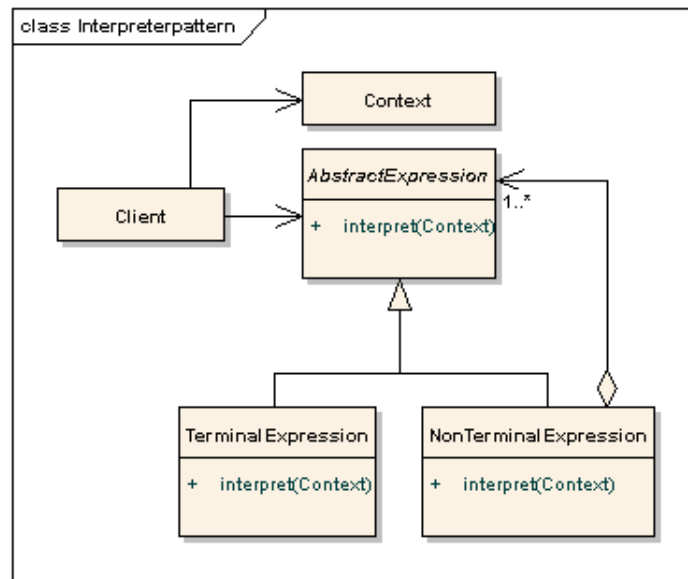 class Interpreterpattern
Context
AbstractExpression
+ interpret(Context)
1..*
Client
TerminalExpression
+ interpret(Context)
NonTerminalExpression
+ interpret(Context)